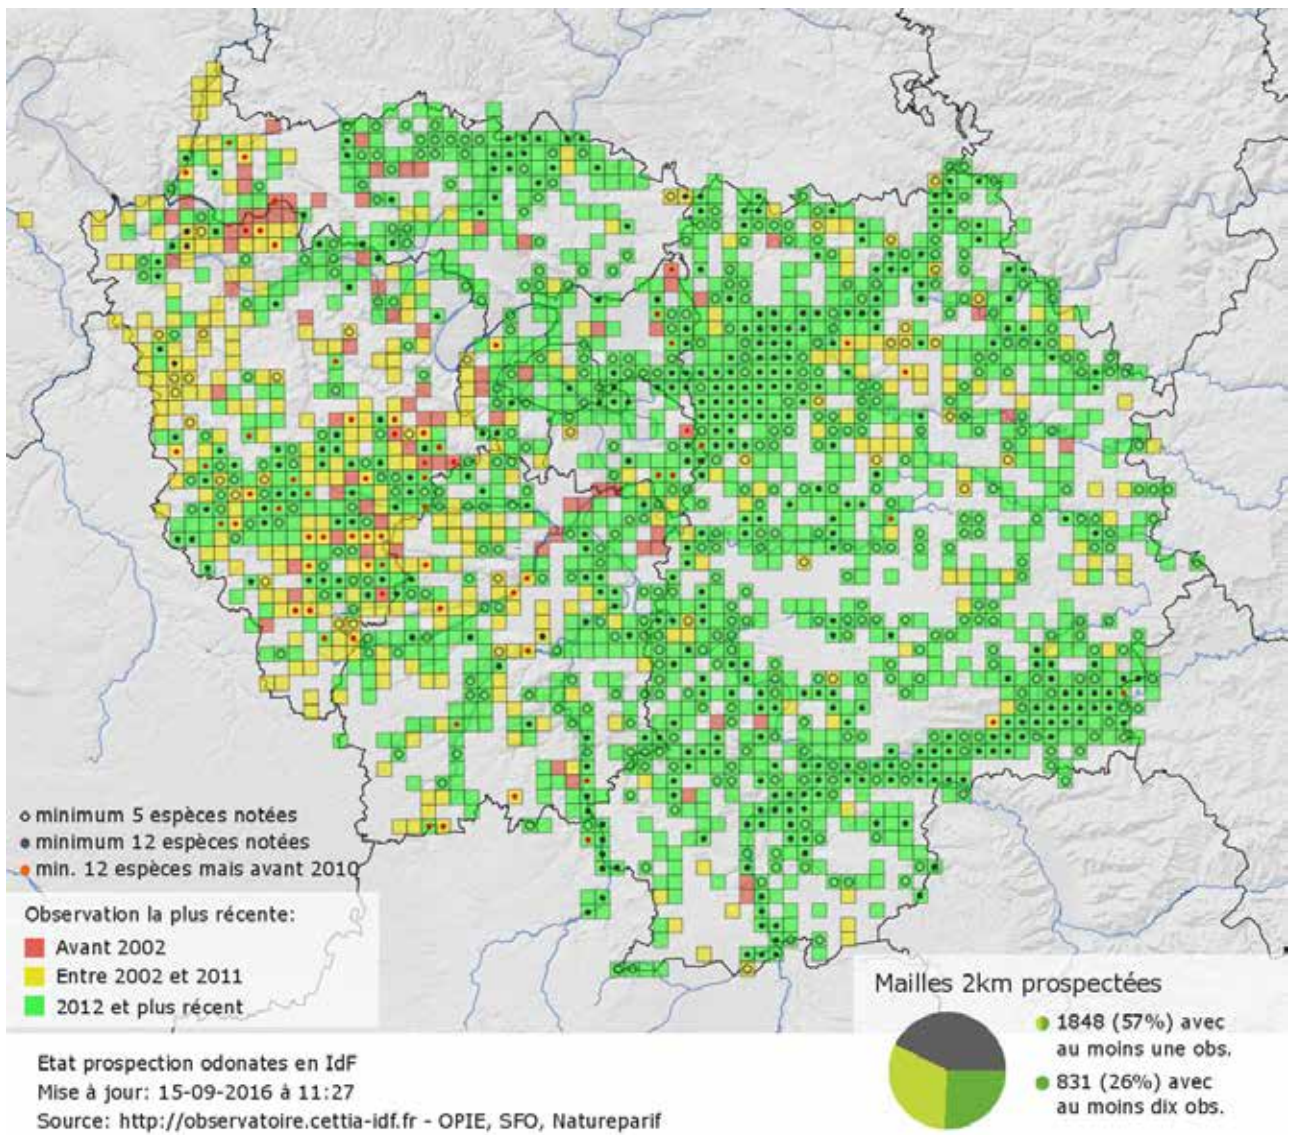 minimum 5 espèces notées
minimum 12 espèces notées
min. 12 espèces mais avant 2010
Observation la plus récente:
Avant 2002
Entre 2002 et 2011
2012 et plus récent
Mailles 2km prospectées
1848 (57%) avec
au moins une obs.
831 (26%) avec
au moins dix obs.
Etat prospection odonates en IdF
Mise à jour: 15-09-2016 à 11:27
Source: http://observatoire.cettia-idf.fr - OPIE, SFO, Natureparif